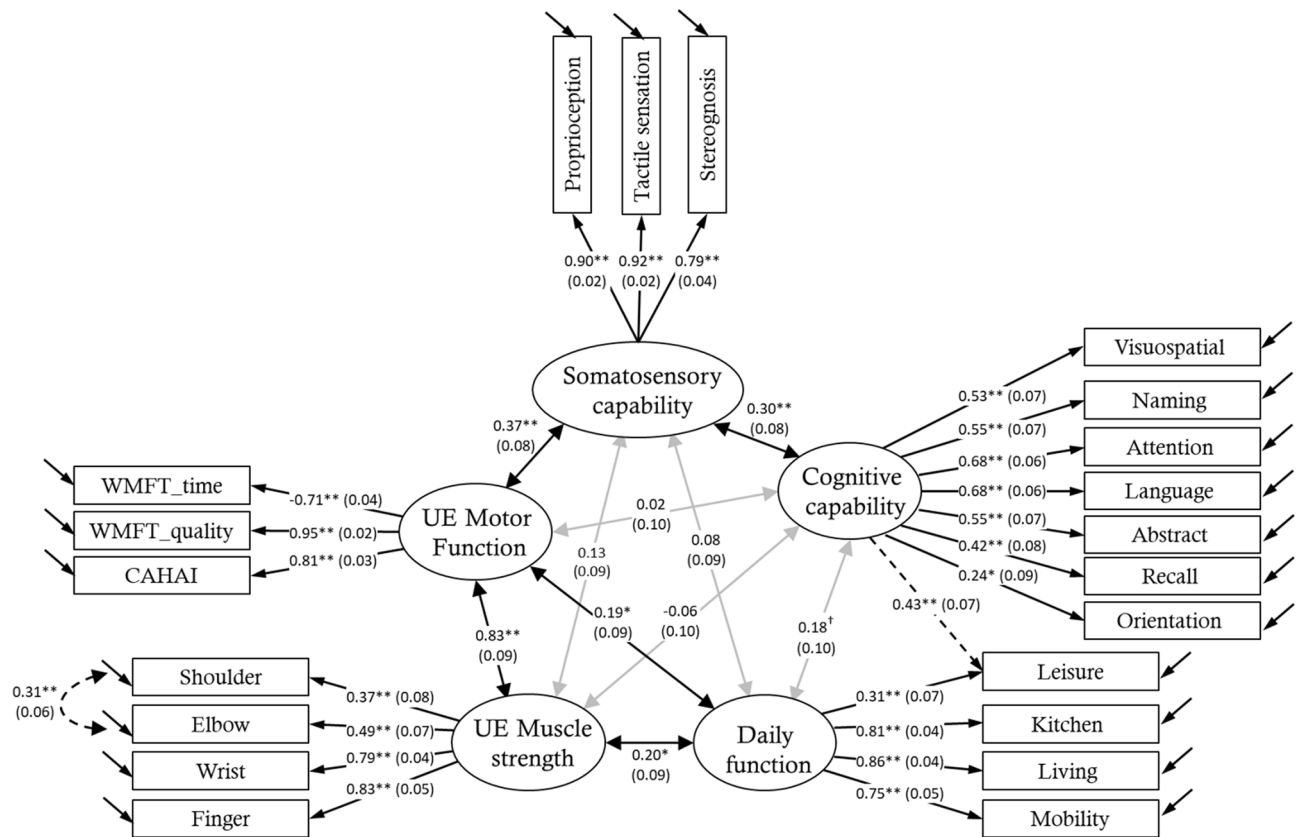 Proprioception
Tactile sensation
Stereognosis
0.90** 0.92** 0.79**
(0.02) (0.02) (0.04)
Somatosensory
capability
0.37**
(0.08)
0.30**
(0.08)
Visuospatial
0.53** (0.07)
Naming
0.55** (0.07)
Attention
0.68** (0.06)
Language
0.68** (0.06)
Abstract
0.55** (0.07)
Recall
0.42** (0.08)
Orientation
0.24* (0.09)
Cognitive
capability
0.43** (0.07)
WMFT_time
-0.71** (0.04)
WMFT_quality
0.95** (0.02)
CAHAI
0.81** (0.03)
UE Motor
Function
0.02
(0.10)
0.13
(0.09)
0.08
(0.09)
0.83**
(0.09)
0.19*
(0.09)
-0.06
(0.10)
0.18†
(0.10)
0.31**
(0.06)
Shoulder
0.37** (0.08)
Elbow
0.49** (0.07)
Wrist
0.79** (0.04)
Finger
0.83** (0.05)
UE Muscle
strength
0.20*
(0.09)
Daily
function
Leisure
0.31** (0.07)
Kitchen
0.81** (0.04)
Living
0.86** (0.04)
Mobility
0.75** (0.05)